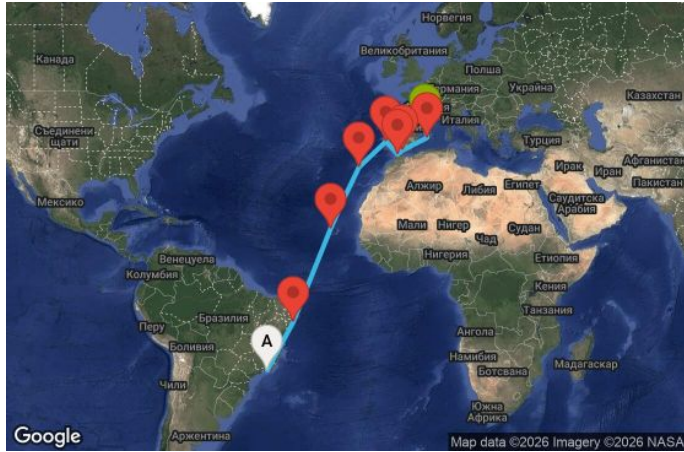 Норвегия
Канада
Великобритания
Полша
Германия
Украйна
Казахстан
Италия
Съединени
щати
Турция
Мексико
Алжир
Либия
Египет
Ирак
Иран
Афганистан
Пакистан
Саудитска
Арабия
Мали
Нигер
Чад
Судан
Венецуела
Колумбия
Нигерия
Етиопия
Кения
Перу
Бразилия
Танзания
A
Боливия
Ангола
Намибия
Ботсвана
Мадагаскар
Чили
Южна
Африка
Аржентина
Google
Map data ©2026 Imagery ©2026 NASA